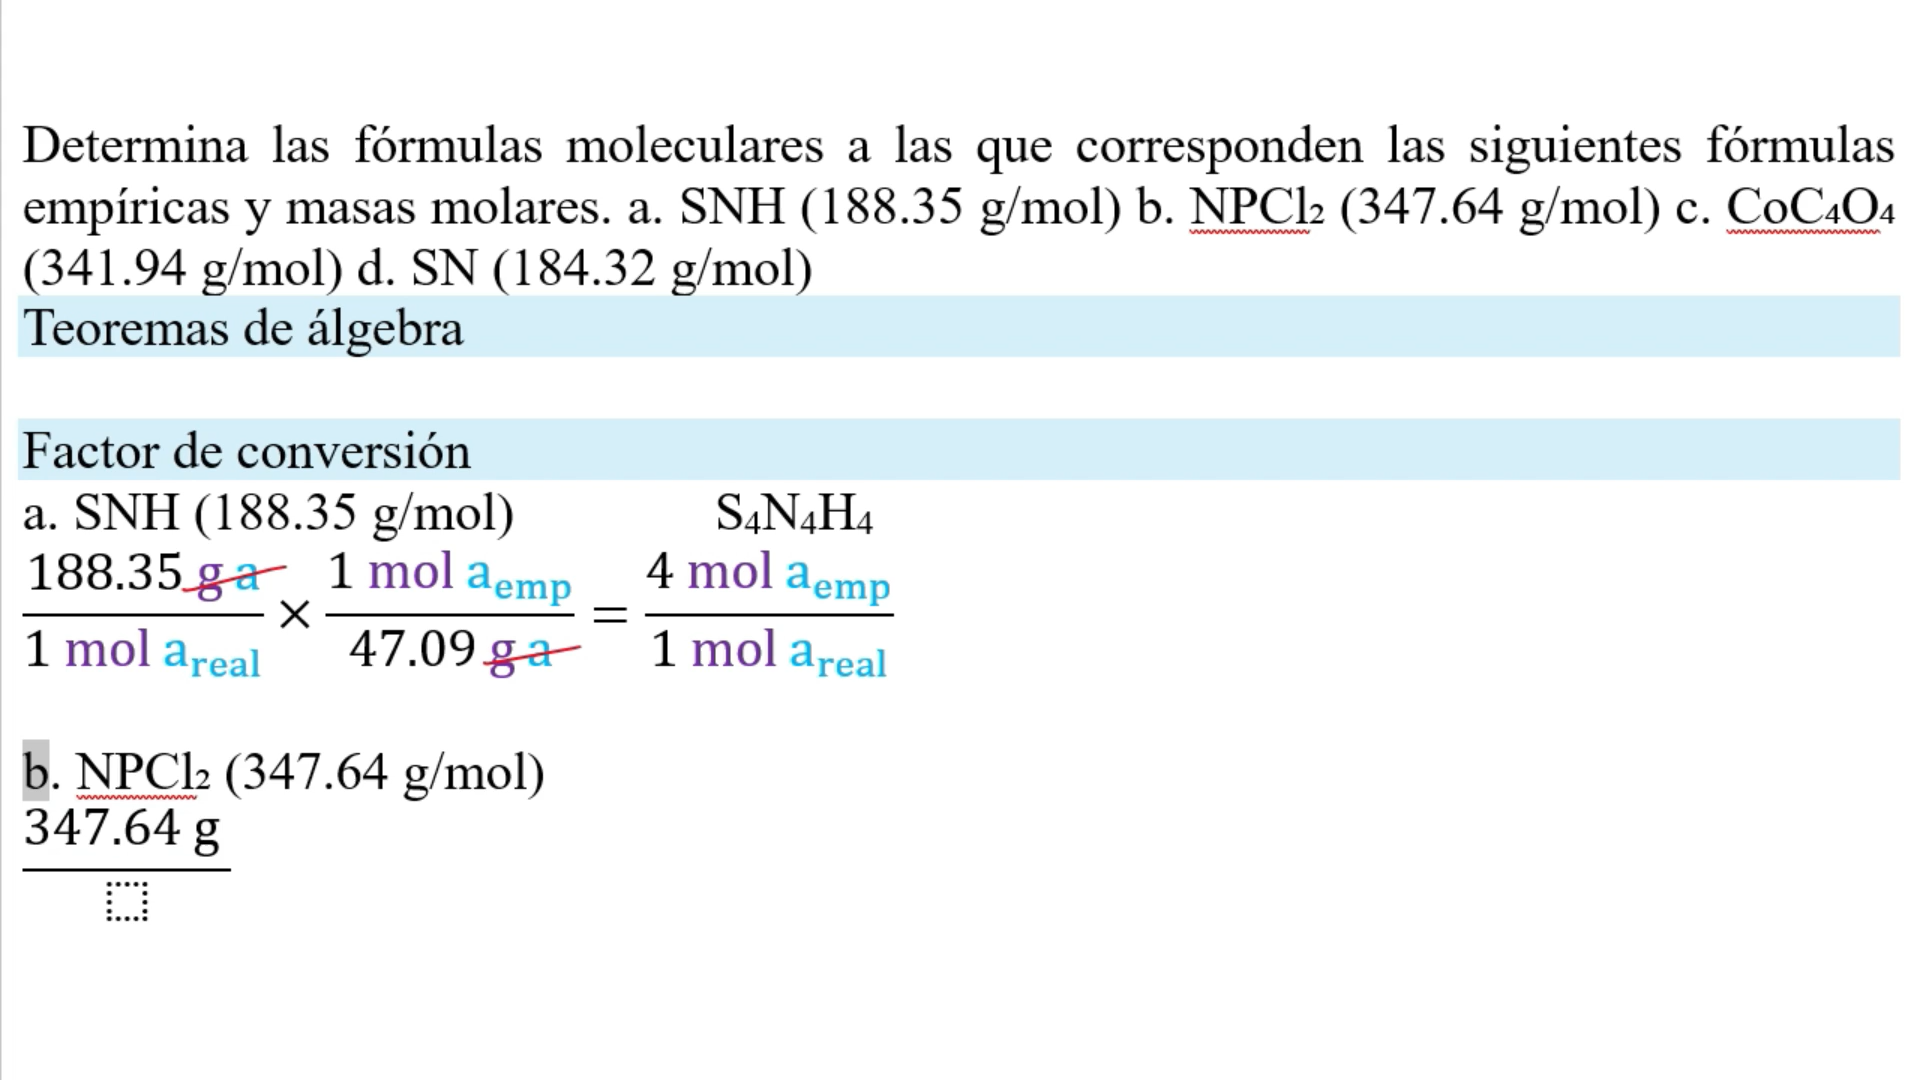 Determina las fórmulas moleculares a las que corresponden las siguientes fórmulas
empíricas y masas molares. a. SNH (188.35 g/mol) b. NPCl₂ (347.64 g/mol) c. CoC₄O₄
(341.94 g/mol) d. SN (184.32 g/mol)
Teoremas de álgebra
Factor de conversión
a. SNH (188.35 g/mol) S₄N₄H₄
188.35 g a / 1 mol a_real × 1 mol a_emp / 47.09 g a = 4 mol a_emp / 1 mol a_real
b. NPCl₂ (347.64 g/mol)
347.64 g